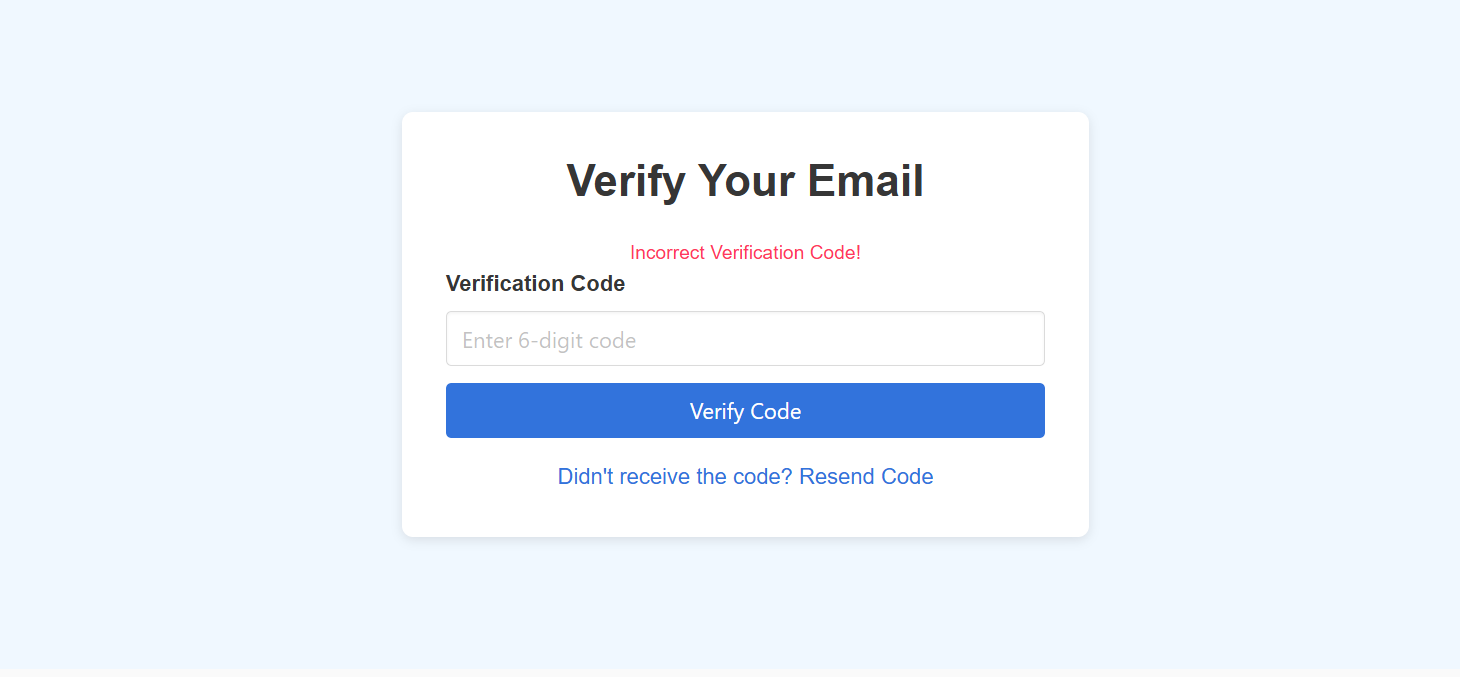 Verify Your Email
Incorrect Verification Code!
Verification Code
Enter 6-digit code
Verify Code
Didn't receive the code? Resend Code